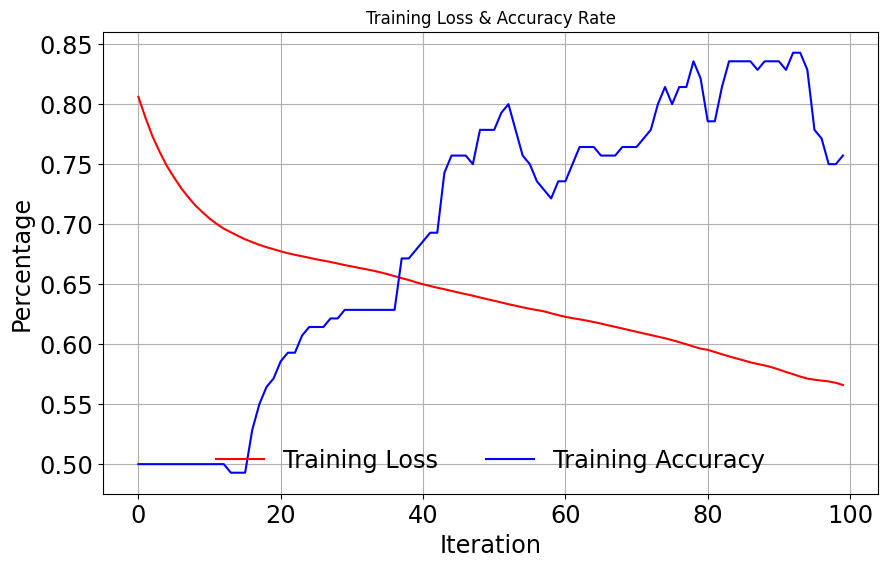 Training Loss & Accuracy Rate
0.85
0.80
0.75
0.70
0.65
0.60
0.55
0.50
Percentage
Training Loss Training Accuracy
0 20 40 60 80 100
Iteration